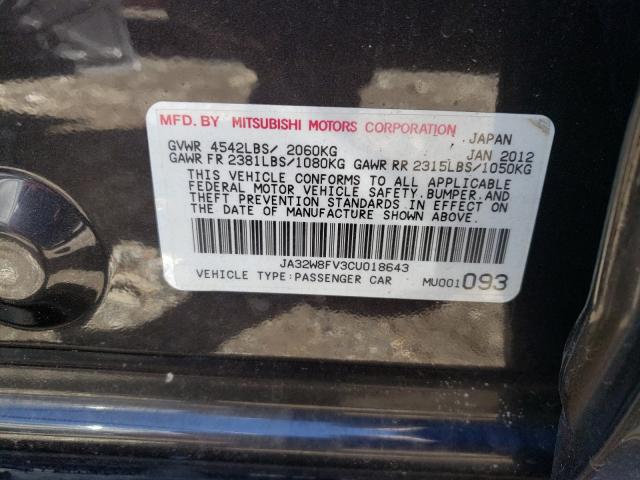 MFD. BY MITSUBISHI MOTORS CORPORATION JAPAN
GVWR 4542LBS/ 2060KG JAN 2012
GAWR FR 2381LBS/1080KG GAWR RR 2315LBS/1050KG
THIS VEHICLE CONFORMS TO ALL APPLICABLE
FEDERAL MOTOR VEHICLE SAFETY,BUMPER,AND
THEFT PREVENTION STANDARDS IN EFFECT ON
THE DATE OF MANUFACTURE SHOWN ABOVE.
JA32W8FV3CU018643
VEHICLE TYPE:PASSENGER CAR MU001093